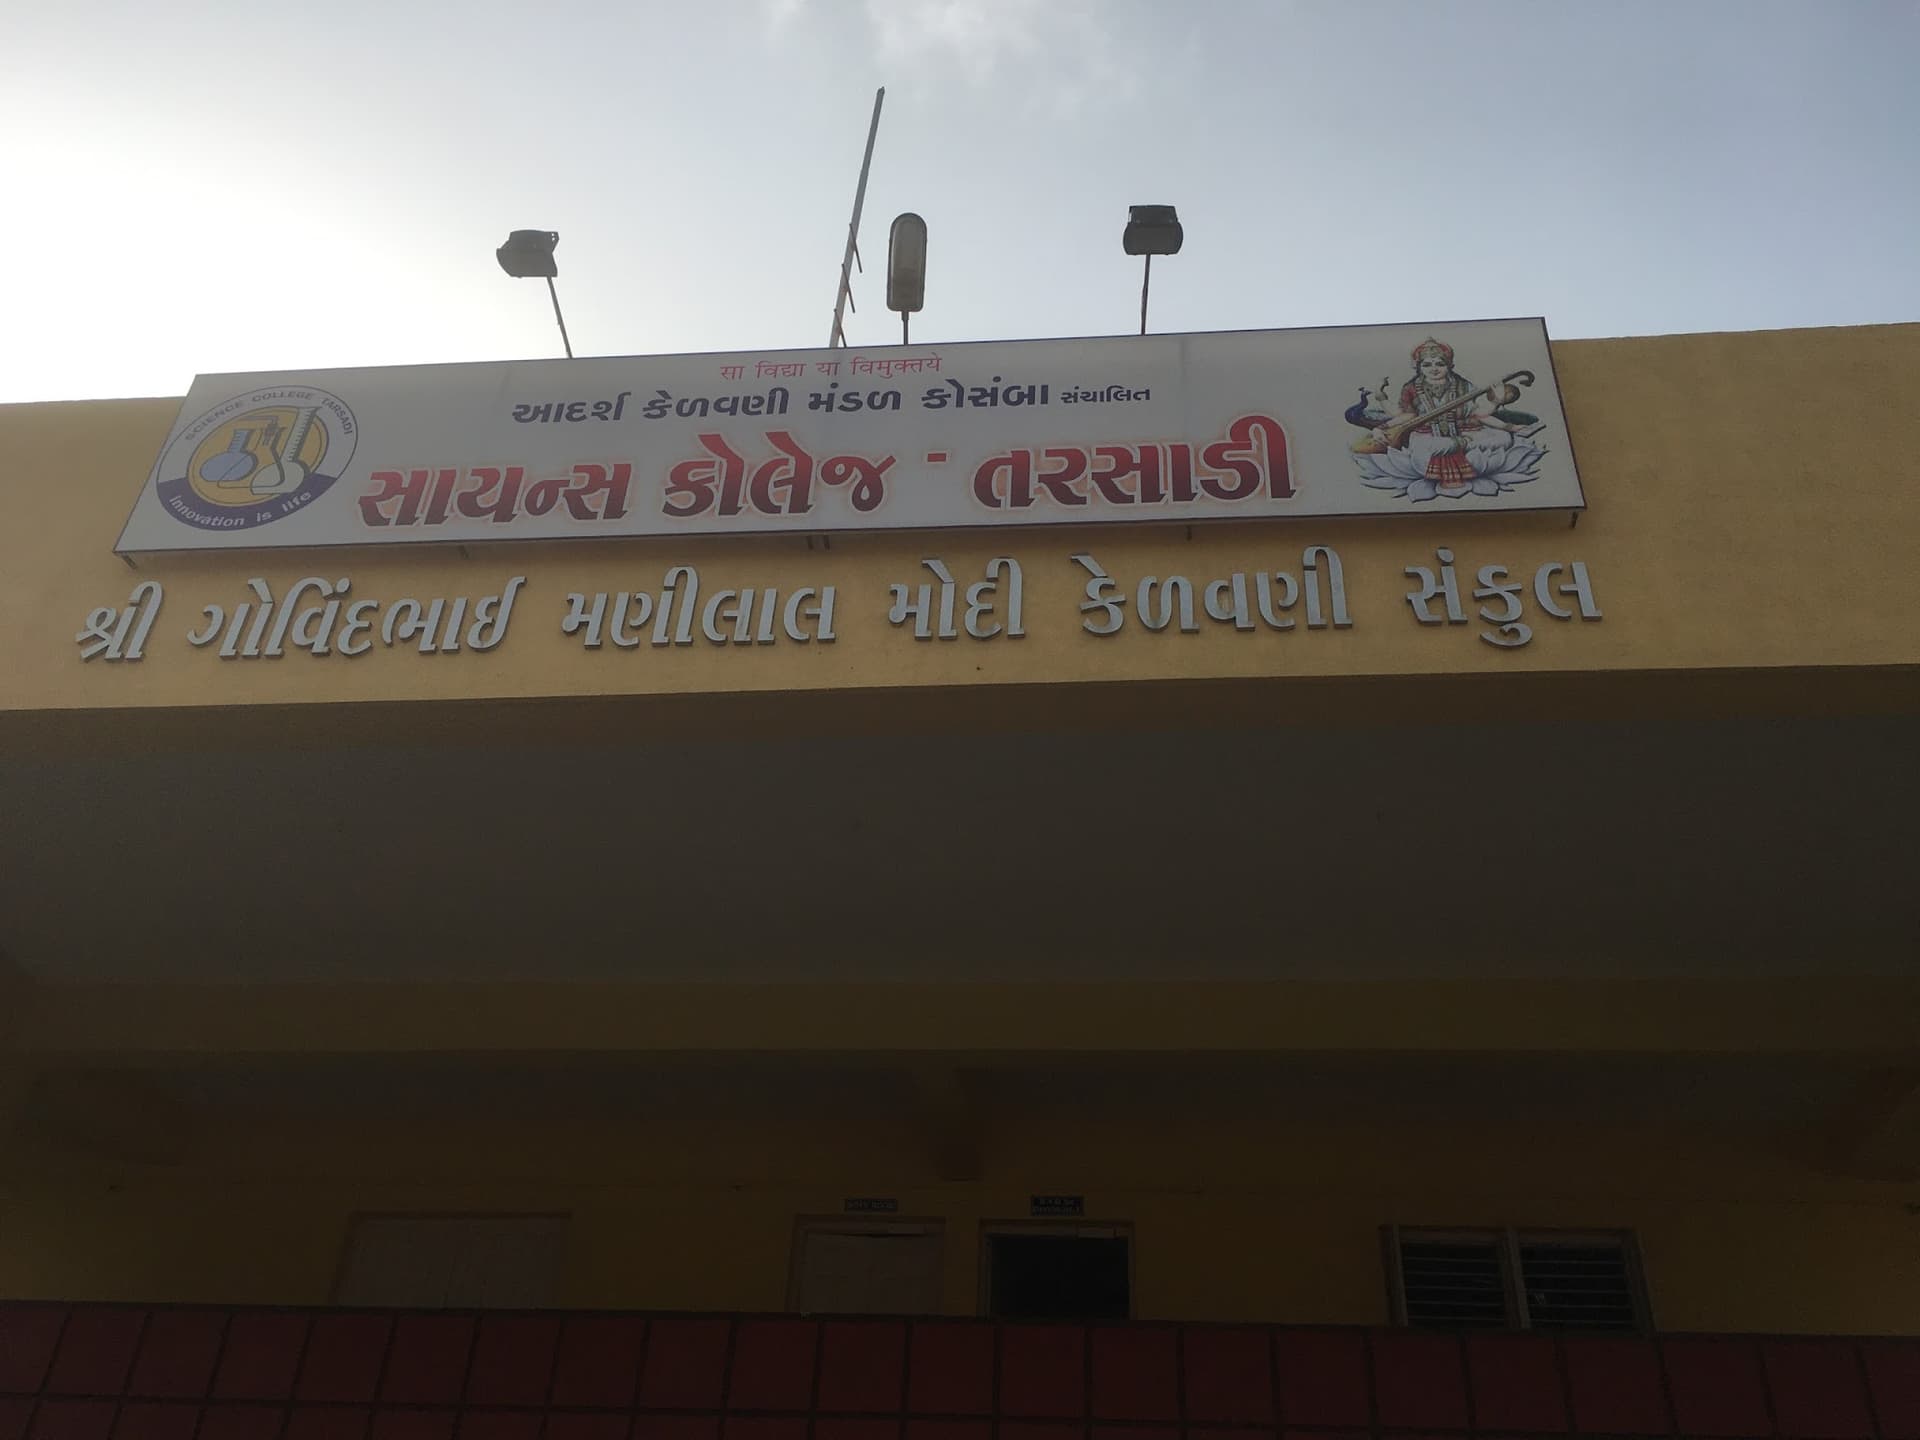 सा विद्या या विमुक्तये
આદર્શ કેળવણી મંડળ કોસંબા સંચાલિત
SCIENCE COLLEGE TARSADI
innovation is life
સાયન્સ કોલેજ - તરસાડી
શ્રી ગોવિંદભાઈ મણીલાલ મોદી કેળવણી સંકુલ